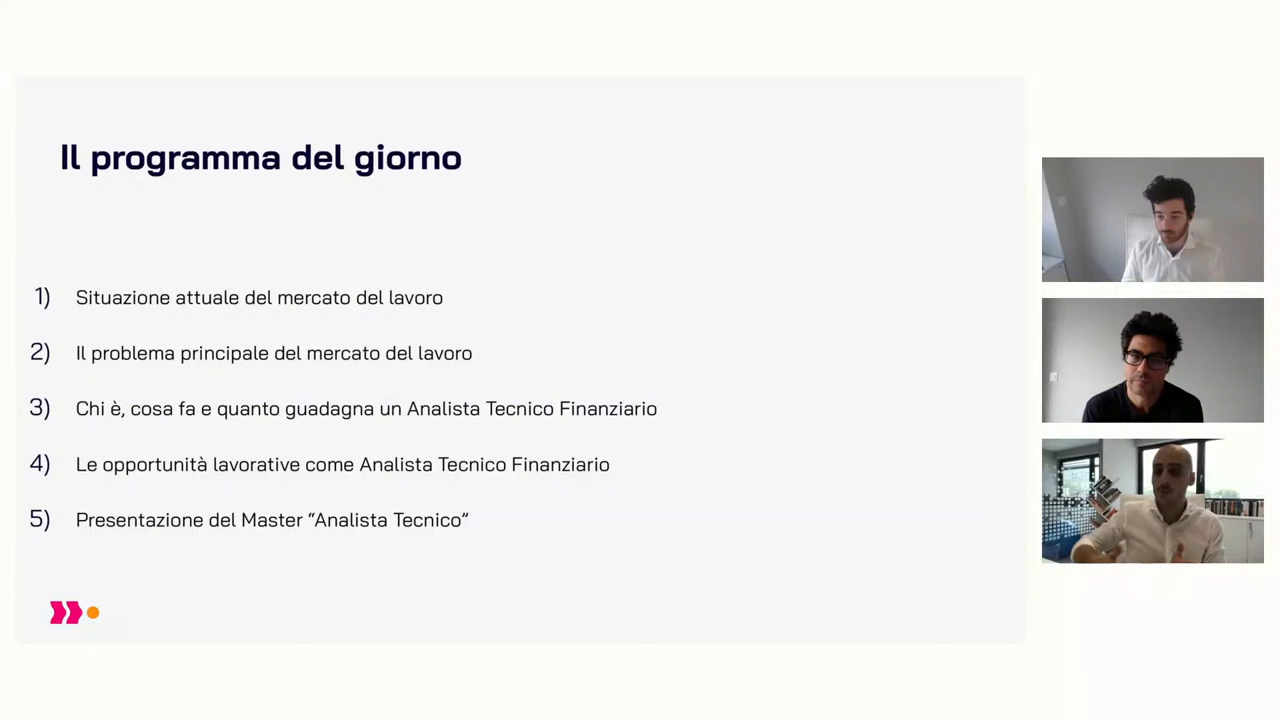 Il programma del giorno
1) Situazione attuale del mercato del lavoro
2) Il problema principale del mercato del lavoro
3) Chi è, cosa fa e quanto guadagna un Analista Tecnico Finanziario
4) Le opportunità lavorative come Analista Tecnico Finanziario
5) Presentazione del Master “Analista Tecnico”